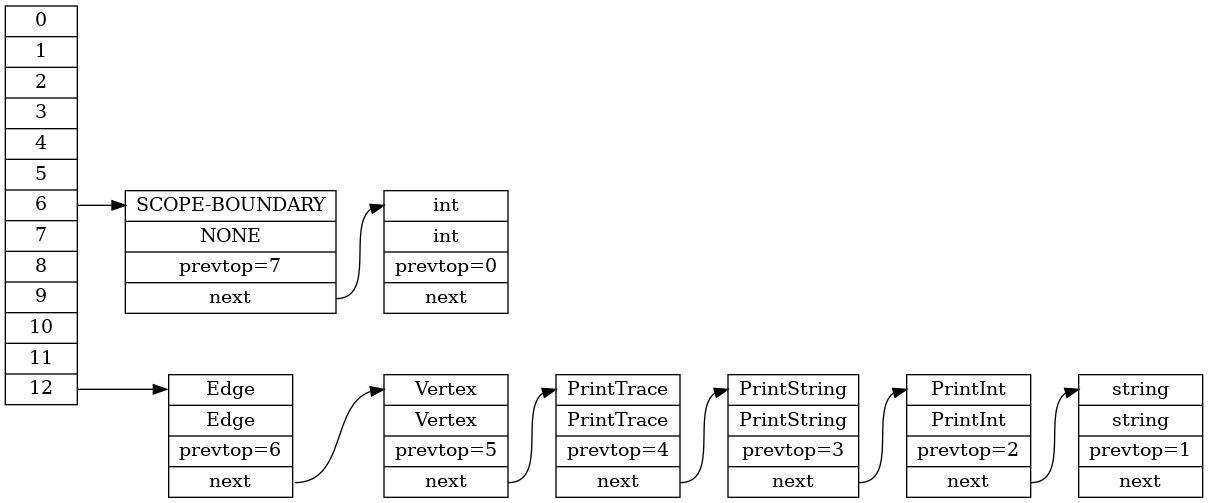 0
1
2
3
4
5
6
7
8
9
10
11
12
SCOPE-BOUNDARY
NONE
prevtop=7
next
int
int
prevtop=0
next
Edge
Edge
prevtop=6
next
Vertex
Vertex
prevtop=5
next
PrintTrace
PrintTrace
prevtop=4
next
PrintString
PrintString
prevtop=3
next
PrintInt
PrintInt
prevtop=2
next
string
string
prevtop=1
next